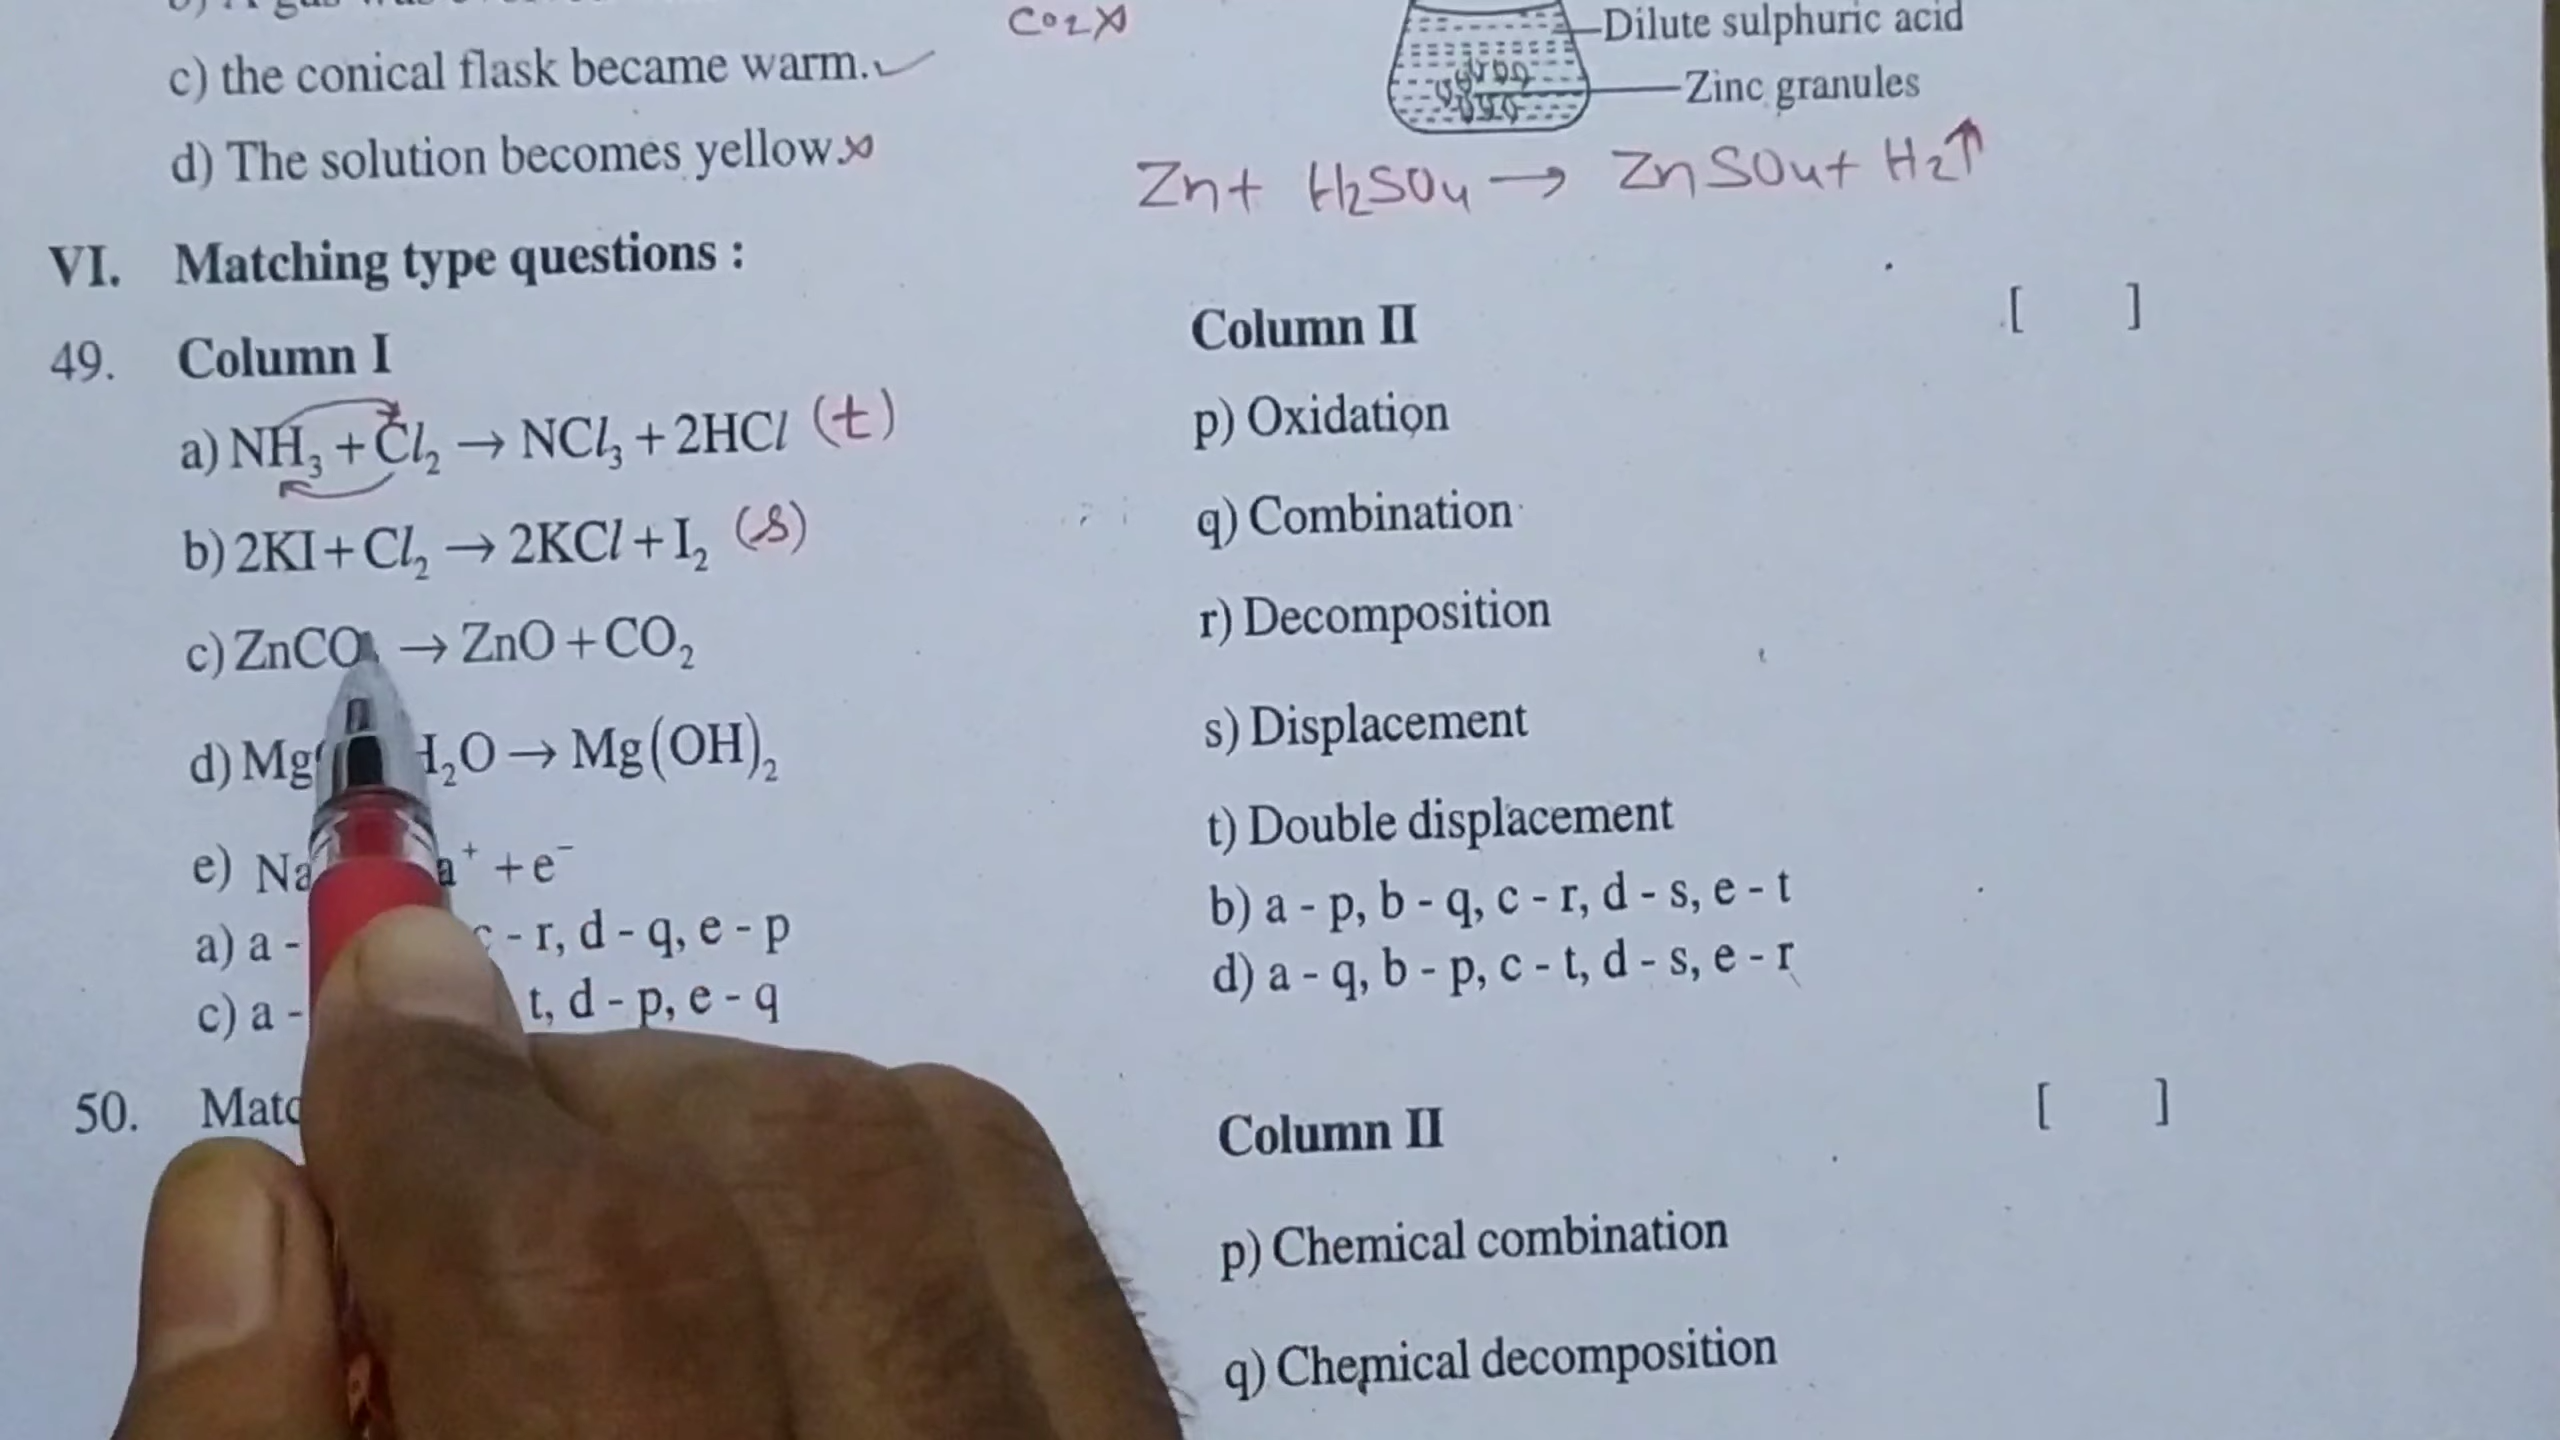 CO2 X
Dilute sulphuric acid
c) the conical flask became warm. ✓
Zinc granules
d) The solution becomes yellow x
Zn + H2SO4 → ZnSO4 + H2↑
VI. Matching type questions :
49. Column I
Column II [ ]
a) NH₃ + Cl₂ → NCl₃ + 2HCl (t)
p) Oxidation
b) 2KI + Cl₂ → 2KCl + I₂ (s)
q) Combination
c) ZnCO → ZnO + CO₂
r) Decomposition
d) Mg H₂O → Mg(OH)₂
s) Displacement
e) Na a⁺ + e⁻
t) Double displacement
a) a - c - r, d - q, e - p
b) a - p, b - q, c - r, d - s, e - t
c) a - t, d - p, e - q
d) a - q, b - p, c - t, d - s, e - r
50.
Column II [ ]
p) Chemical combination
q) Chemical decomposition